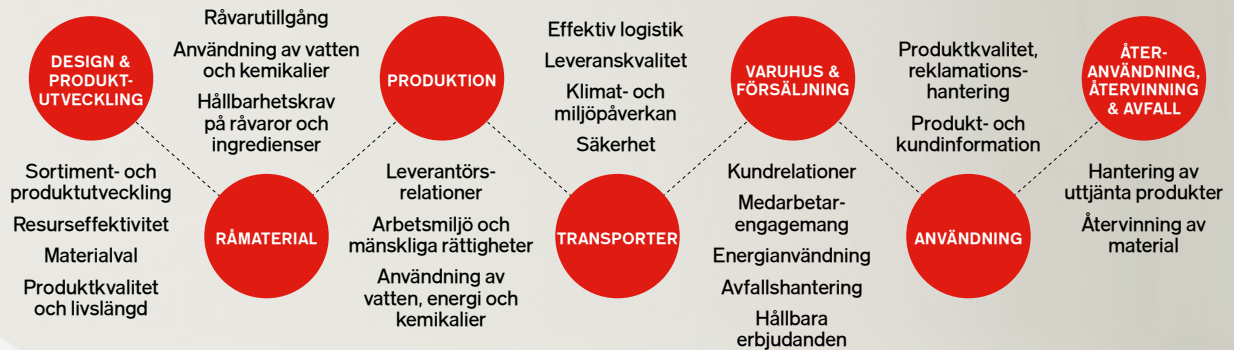 DESIGN &
PRODUKT-
UTVECKLING
Sortiment- och
produktutveckling
Resurseffektivitet
Materialval
Produktkvalitet
och livslängd
Råvarutillgång
Användning av vatten
och kemikalier
Hållbarhetskrav
på råvaror och
ingredienser
RÅMATERIAL
PRODUKTION
Leverantörs-
relationer
Arbetsmiljö och
mänskliga rättigheter
Användning av
vatten, energi och
kemikalier
Effektiv logistik
Leveranskvalitet
Klimat- och
miljöpåverkan
Säkerhet
TRANSPORTER
VARUHUS &
FÖRSÄLJNING
Kundrelationer
Medarbetar-
engagemang
Energianvändning
Avfallshantering
Hållbara
erbjudanden
Produktkvalitet,
reklamations-
hantering
Produkt- och
kundinformation
ANVÄNDNING
ÅTER-
ANVÄNDNING,
ÅTERVINNING
& AVFALL
Hantering av
uttjänta produkter
Återvinning av
material